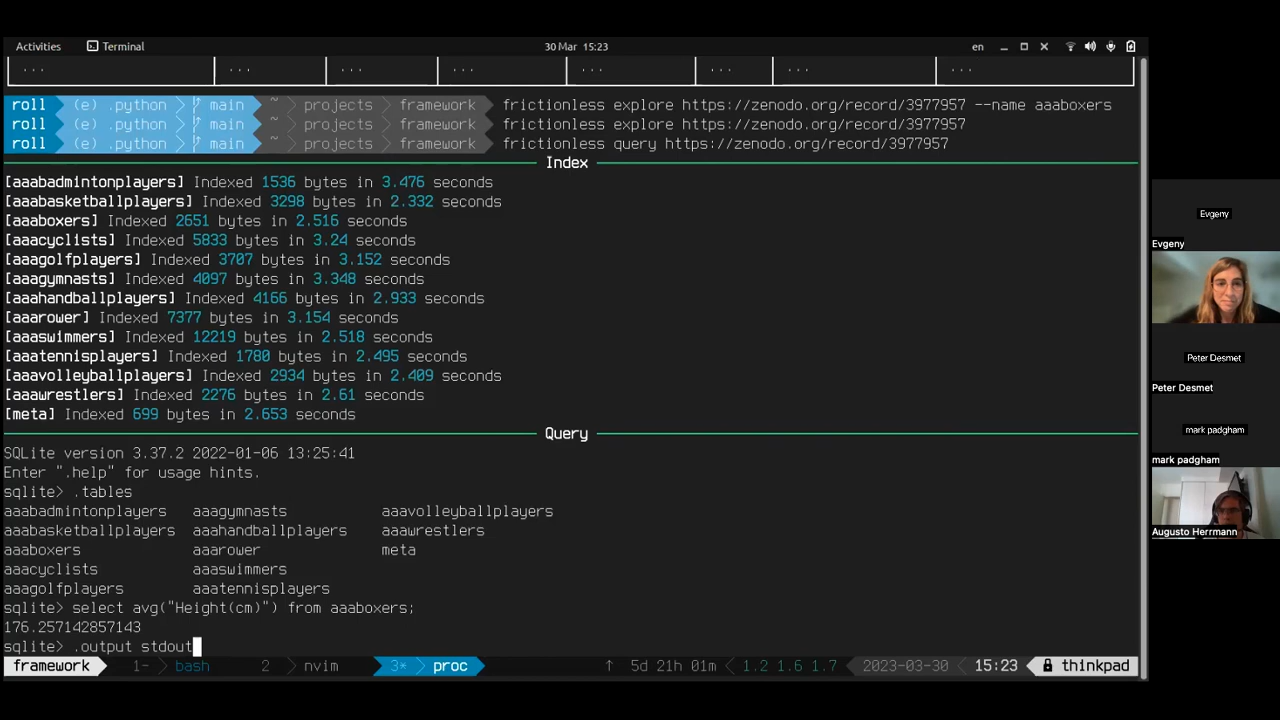 Activities Terminal 30 Mar 15:23 en
... ... ... ... ... ... ... ...
roll (e) .python main ~ projects framework frictionless explore https://zenodo.org/record/3977957 --name aaaboxers
roll (e) .python main ~ projects framework frictionless explore https://zenodo.org/record/3977957
roll (e) .python main ~ projects framework frictionless query https://zenodo.org/record/3977957
Index
[aaabadmintonplayers] Indexed 1536 bytes in 3.476 seconds
[aaabasketballplayers] Indexed 3298 bytes in 2.332 seconds
[aaaboxers] Indexed 2651 bytes in 2.516 seconds
[aaacyclists] Indexed 5833 bytes in 3.24 seconds
[aaagolfplayers] Indexed 3707 bytes in 3.152 seconds
[aaagymnasts] Indexed 4097 bytes in 3.348 seconds
[aaahandballplayers] Indexed 4166 bytes in 2.933 seconds
[aaarower] Indexed 7377 bytes in 3.154 seconds
[aaaswimmers] Indexed 12219 bytes in 2.518 seconds
[aaatennisplayers] Indexed 1780 bytes in 2.495 seconds
[aaavolleyballplayers] Indexed 2934 bytes in 2.409 seconds
[aaawrestlers] Indexed 2276 bytes in 2.61 seconds
[meta] Indexed 699 bytes in 2.653 seconds
Query
SQLite version 3.37.2 2022-01-06 13:25:41
Enter ".help" for usage hints.
sqlite> .tables
aaabadmintonplayers aaagymnasts aaavolleyballplayers
aaabasketballplayers aaahandballplayers aaawrestlers
aaaboxers aaarower meta
aaacyclists aaaswimmers
aaagolfplayers aaatennisplayers
sqlite> select avg("Height(cm)") from aaaboxers;
176.257142857143
sqlite> .output stdout
framework 1- bash 2 nvim 3* proc ↑ 5d 21h 01m 1.2 1.6 1.7 2023-03-30 15:23 thinkpad
Evgeny
Evgeny
Peter Desmet
Peter Desmet
mark padgham
mark padgham
Augusto Herrmann